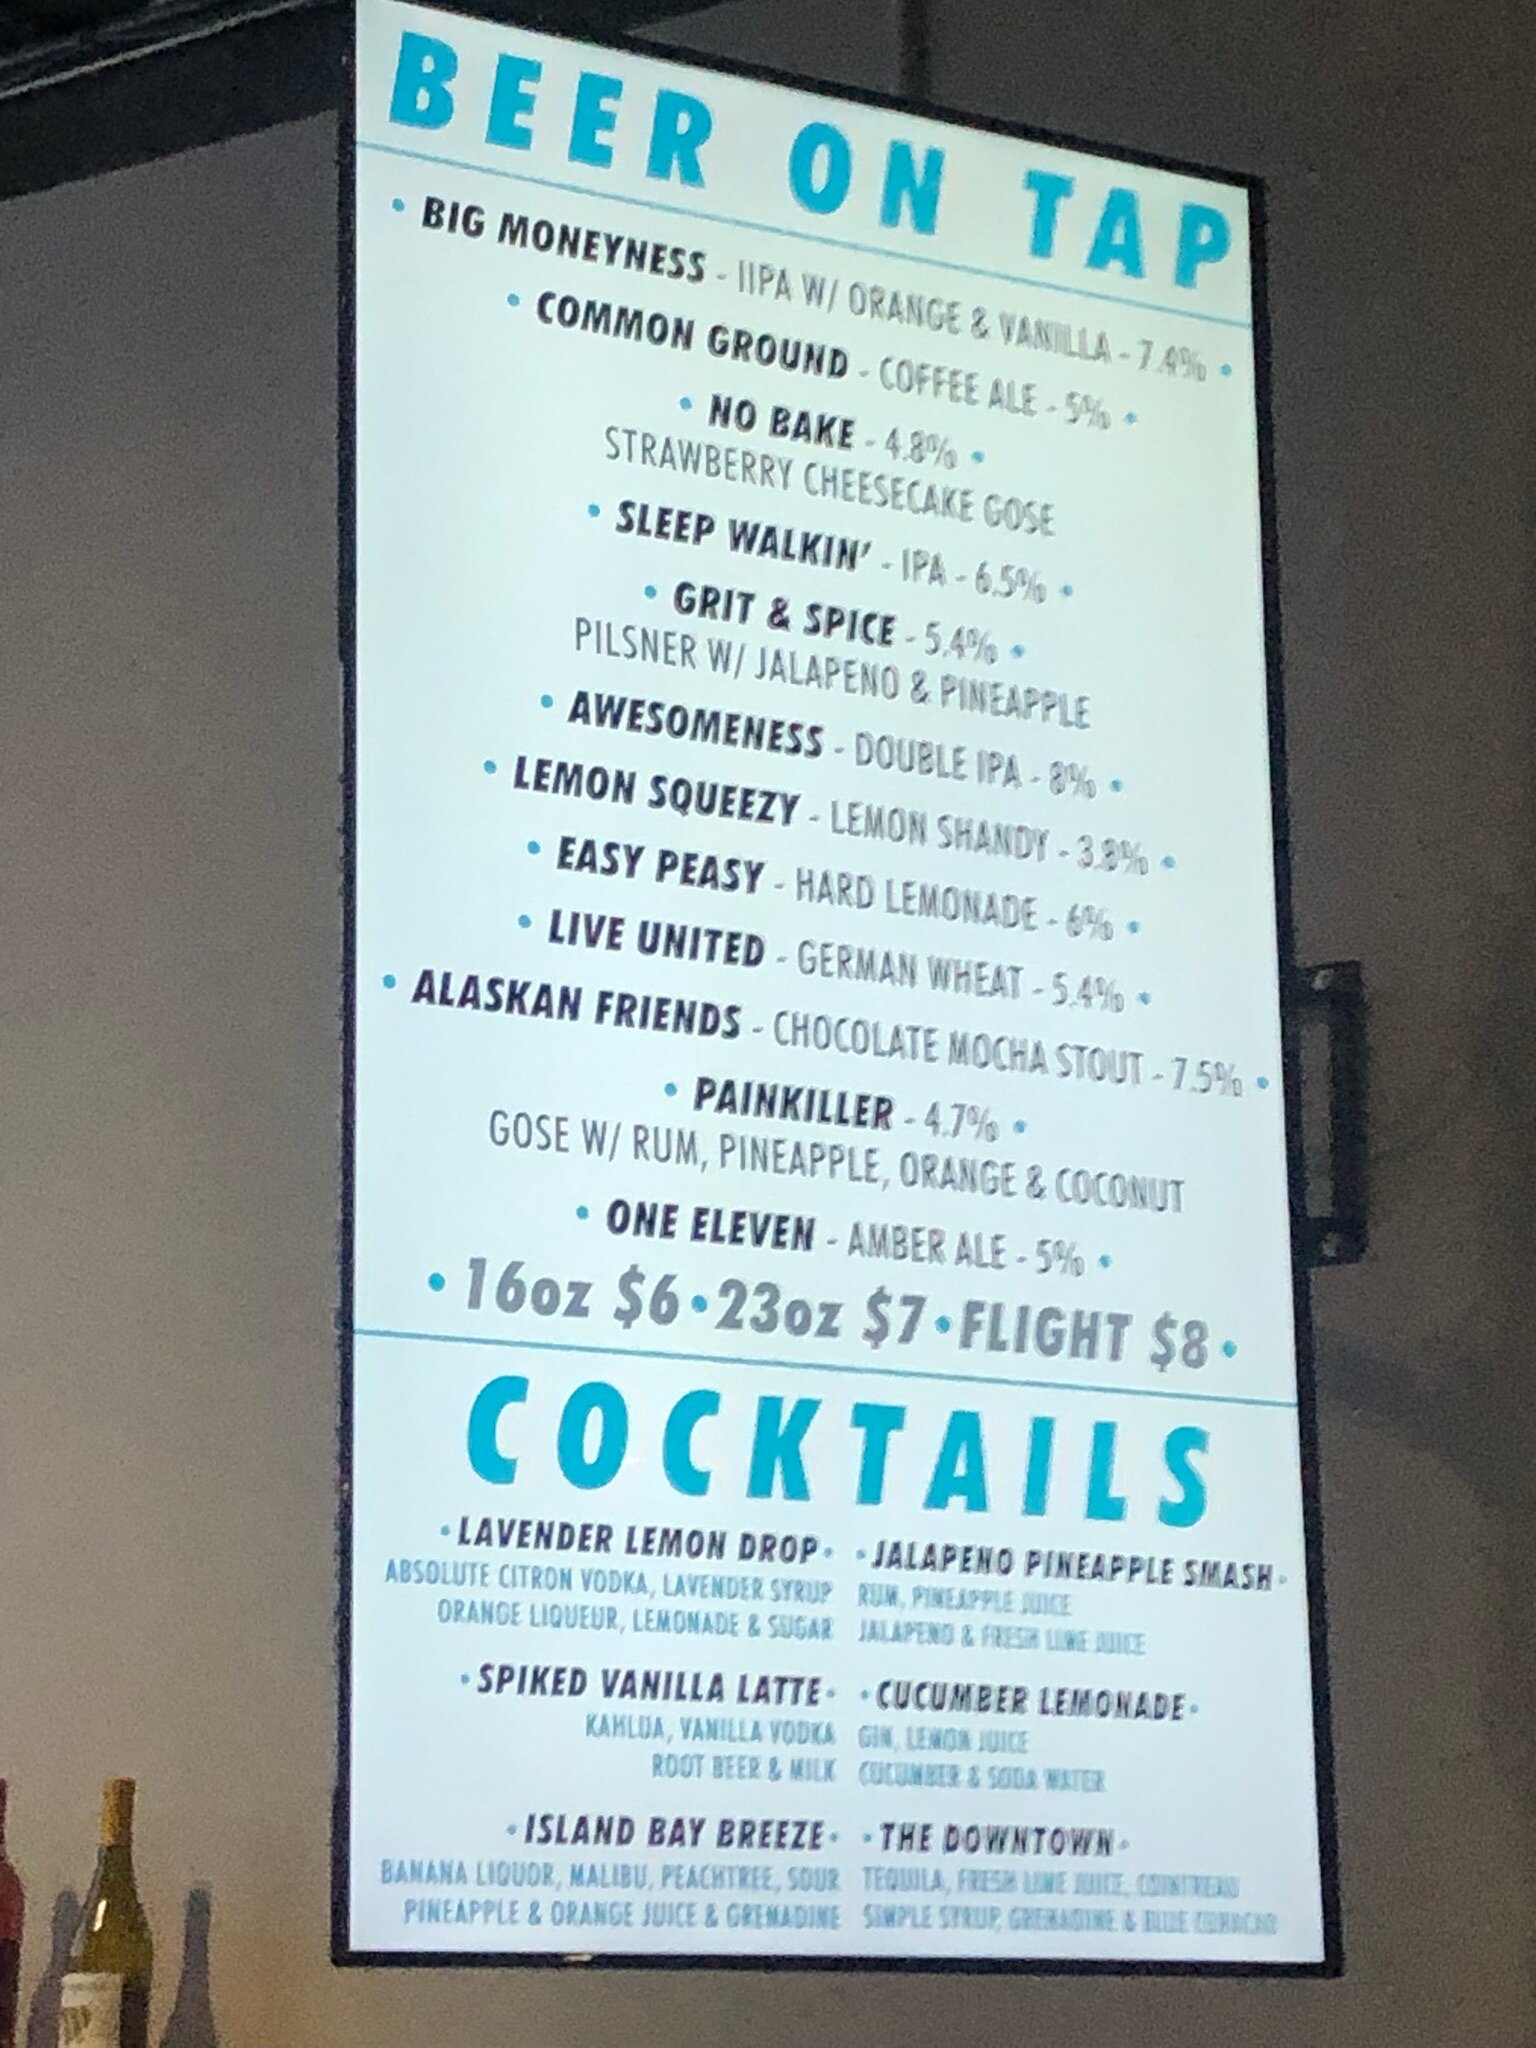 BEER ON TAP
• BIG MONEYNESS - IIPA W/ ORANGE & VANILLA - 7.4% •
• COMMON GROUND - COFFEE ALE - 5% •
• NO BAKE - 4.8% •
STRAWBERRY CHEESECAKE GOSE
• SLEEP WALKIN' - IPA - 6.5% •
• GRIT & SPICE - 5.4% •
PILSNER W/ JALAPENO & PINEAPPLE
• AWESOMENESS - DOUBLE IPA - 8% •
• LEMON SQUEEZY - LEMON SHANDY - 3.8% •
• EASY PEASY - HARD LEMONADE - 6% •
• LIVE UNITED - GERMAN WHEAT - 5.4% •
• ALASKAN FRIENDS - CHOCOLATE MOCHA STOUT - 7.5% •
• PAINKILLER - 4.7% •
GOSE W/ RUM, PINEAPPLE, ORANGE & COCONUT
• ONE ELEVEN - AMBER ALE - 5% •
• 16oz $6 • 23oz $7 • FLIGHT $8 •
COCKTAILS
• LAVENDER LEMON DROP •
ABSOLUTE CITRON VODKA, LAVENDER SYRUP
ORANGE LIQUEUR, LEMONADE & SUGAR
• JALAPENO PINEAPPLE SMASH •
RUM, PINEAPPLE JUICE
JALAPENO & FRESH LIME JUICE
• SPIKED VANILLA LATTE •
KAHLUA, VANILLA VODKA
ROOT BEER & MILK
• CUCUMBER LEMONADE •
GIN, LEMON JUICE
CUCUMBER & SODA WATER
• ISLAND BAY BREEZE •
BANANA LIQUOR, MALIBU, PEACHTREE, SOUR
PINEAPPLE & ORANGE JUICE & GRENADINE
• THE DOWNTOWN •
TEQUILA, FRESH LIME JUICE, COINTREAU
SIMPLE SYRUP, GRENADINE & BLUE CURACAO